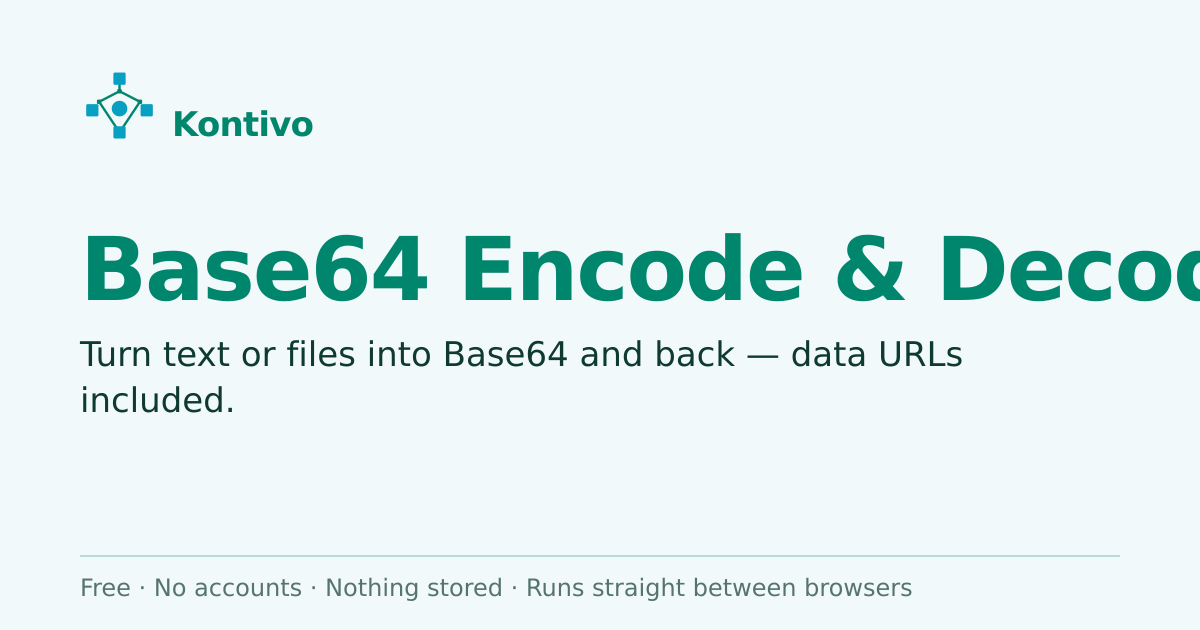 Kontivo
Base64 Encode & Decod
Turn text or files into Base64 and back — data URLs
included.
Free · No accounts · Nothing stored · Runs straight between browsers